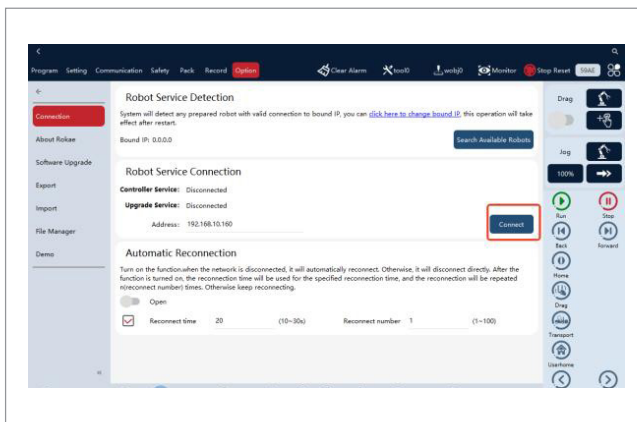 Program Setting Communication Safety Pack Record Option Clear Alarm tool0 wobj0 Monitor Stop Reset
Connection
About Rokae
Software Upgrade
Export
Import
File Manager
Demo
Robot Service Detection
System will detect any prepared robot with valid connection to bound IP, you can click here to change bound IP, this operation will take
effect after restart.
Bound IP: 0.0.0.0
Search Available Robots
Robot Service Connection
Controller Service: Disconnected
Upgrade Service: Disconnected
Address: 192.168.10.160
Connect
Automatic Reconnection
Turn on the function.when the network is disconnected, it will automatically reconnect. Otherwise, it will disconnect directly. After the
function is turned on, the reconnection time will be used for the specified reconnection time, and the reconnection will be repeated
n(reconnect number) times. Otherwise keep reconnecting.
Open
Reconnect time 20 (10~30s) Reconnect number 1 (1~100)
Drag
Jog
100%
Run Stop
Back Forward
Home
Drag
Transport
Userhome